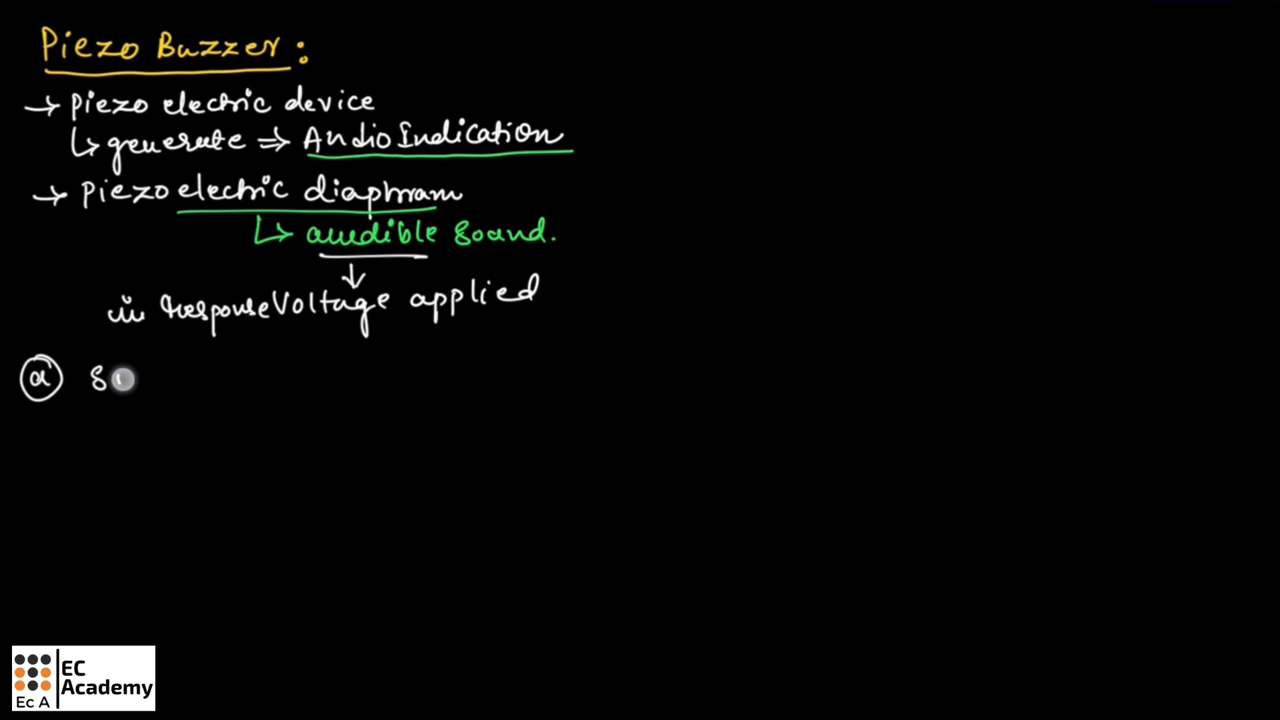 Piezo Buzzer :
→ Piezo electric device
↳ generate ⇒ Audio Indication
→ Piezo electric diaphram
↳ audible sound.
↓
in response Voltage applied
ⓐ
EC
Academy
Ec A